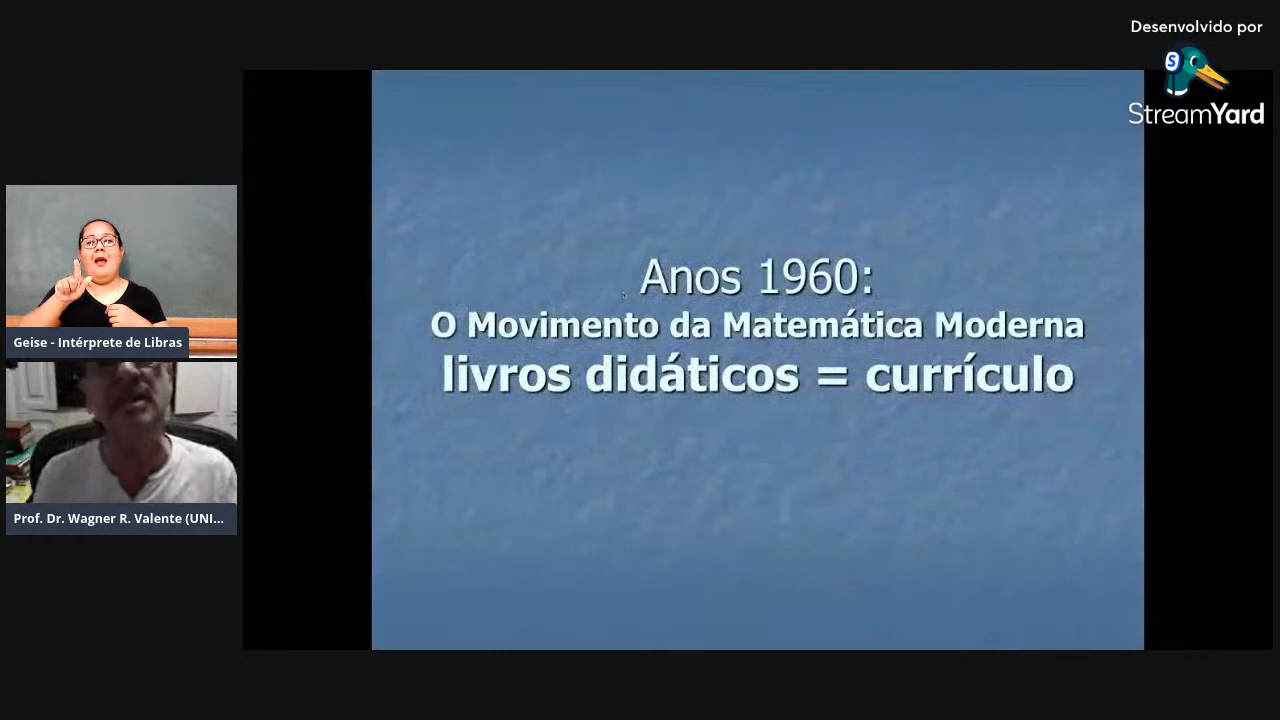 Desenvolvido por
S
StreamYard
Anos 1960:
O Movimento da Matemática Moderna
livros didáticos = currículo
Geise - Intérprete de Libras
Prof. Dr. Wagner R. Valente (UNI...